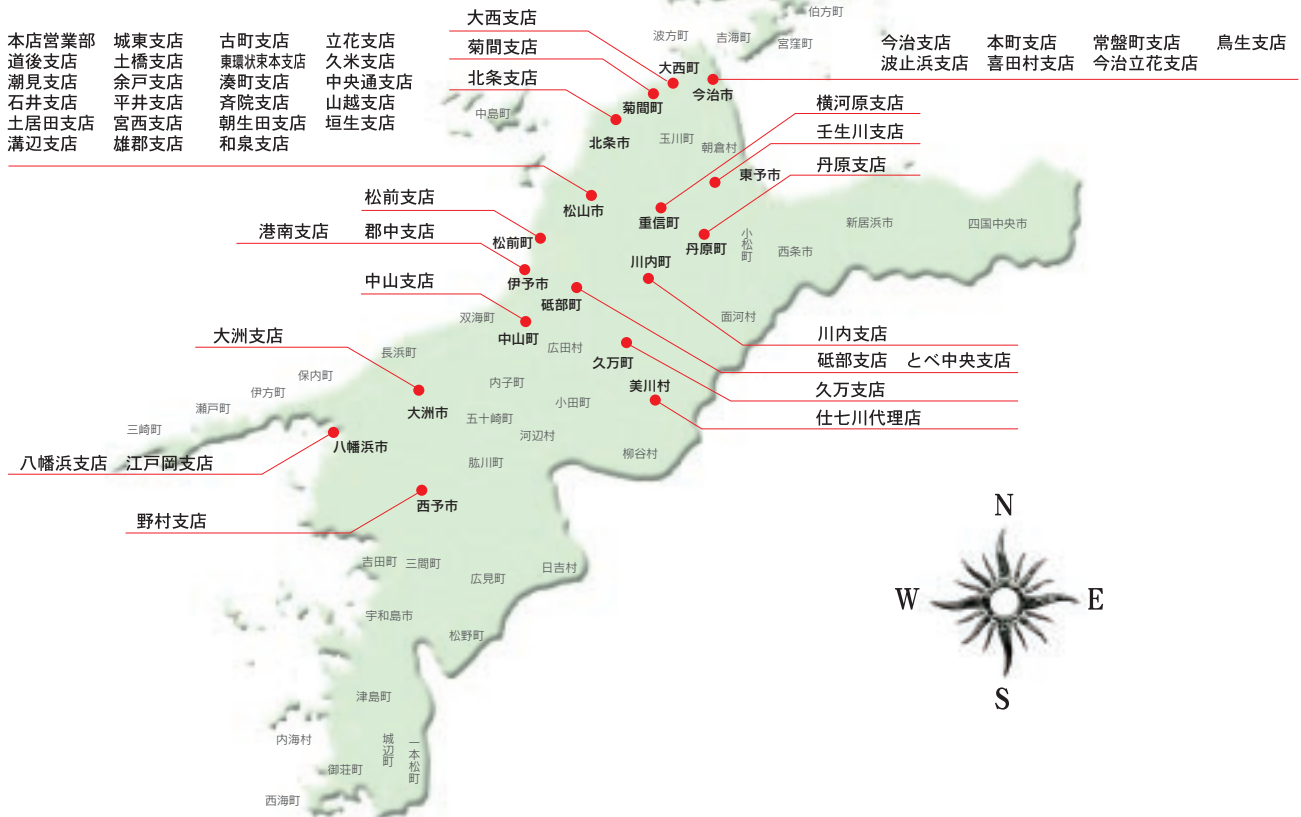 伯方町
大西支店
波方町 吉海町 宮窪町
本店営業部 城東支店 古町支店 立花支店
道後支店 土橋支店 東環状束本支店 久米支店
潮見支店 余戸支店 湊町支店 中央通支店
石井支店 平井支店 斉院支店 山越支店
土居田支店 宮西支店 朝生田支店 垣生支店
溝辺支店 雄郡支店 和泉支店
菊間支店
北条支店
今治支店 本町支店 常盤町支店 鳥生支店
波止浜支店 喜田村支店 今治立花支店
大西町
今治市
菊間町
中島町
北条市
玉川町
朝倉村
横河原支店
壬生川支店
丹原支店
東予市
松前支店
松山市
重信町
港南支店 郡中支店
松前町
丹原町
小松町
西条市
新居浜市
四国中央市
川内町
中山支店
伊予市
砥部町
双海町
中山町
面河村
大洲支店
川内支店
長浜町
広田村
久万町
砥部支店 とべ中央支店
保内町
内子町
美川村
久万支店
伊方町
瀬戸町
大洲市
小田町
仕七川代理店
三崎町
五十崎町
河辺村
八幡浜市
柳谷村
八幡浜支店 江戸岡支店
肱川町
西予市
野村支店
N
W
E
S
吉田町 三間町
日吉村
広見町
宇和島市
松野町
津島町
内海村
城辺町
一本松町
御荘町
西海町